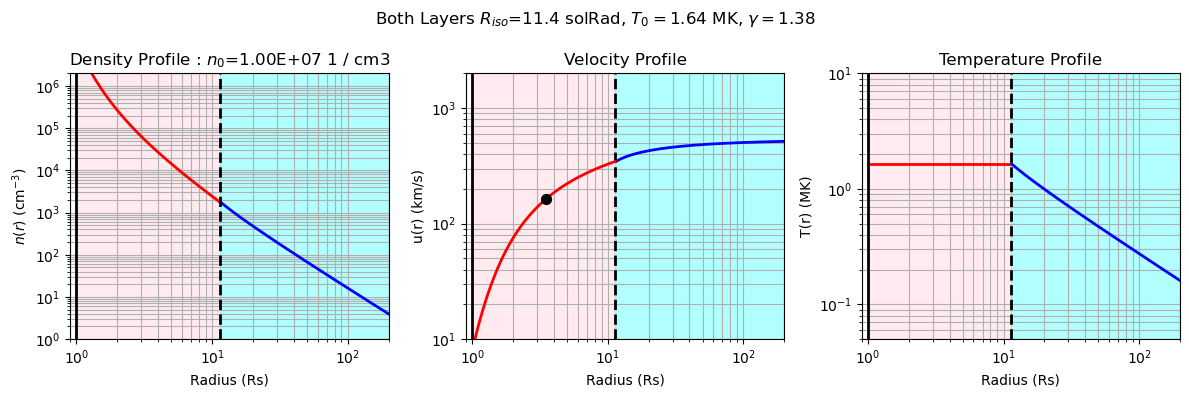 Both Layers $R_{iso}$=11.4 solRad, $T_0 = 1.64$ MK, $\gamma = 1.38$
Density Profile : $n_0$=1.00E+07 1 / cm3
$n(r)$ (cm$^{-3}$)
10$^6$
10$^5$
10$^4$
10$^3$
10$^2$
10$^1$
10$^0$
10$^0$ 10$^1$ 10$^2$
Radius (Rs)
Velocity Profile
u(r) (km/s)
10$^3$
10$^2$
10$^1$
10$^0$ 10$^1$ 10$^2$
Radius (Rs)
Temperature Profile
T(r) (MK)
10$^1$
10$^0$
10$^{-1}$
10$^0$ 10$^1$ 10$^2$
Radius (Rs)